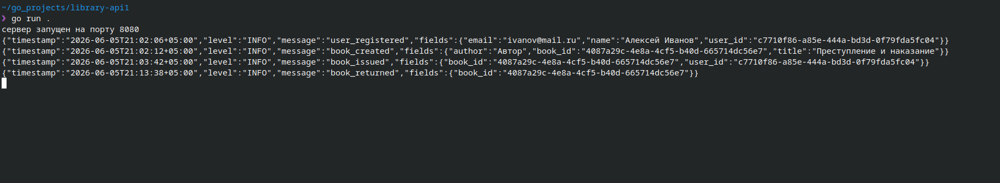 ~/go_projects/library-api1
❯ go run .
сервер запущен на порту 8080
{"timestamp":"2026-06-05T21:02:06+05:00","level":"INFO","message":"user_registered","fields":{"email":"ivanov@mail.ru","name":"Алексей Иванов","user_id":"c7710f86-a85e-444a-bd3d-0f79fda5fc04"}}
{"timestamp":"2026-06-05T21:02:12+05:00","level":"INFO","message":"book_created","fields":{"author":"Автор","book_id":"4087a29c-4e8a-4cf5-b40d-665714dc56e7","title":"Преступление и наказание"}}
{"timestamp":"2026-06-05T21:03:42+05:00","level":"INFO","message":"book_issued","fields":{"book_id":"4087a29c-4e8a-4cf5-b40d-665714dc56e7","user_id":"c7710f86-a85e-444a-bd3d-0f79fda5fc04"}}
{"timestamp":"2026-06-05T21:13:38+05:00","level":"INFO","message":"book_returned","fields":{"book_id":"4087a29c-4e8a-4cf5-b40d-665714dc56e7"}}